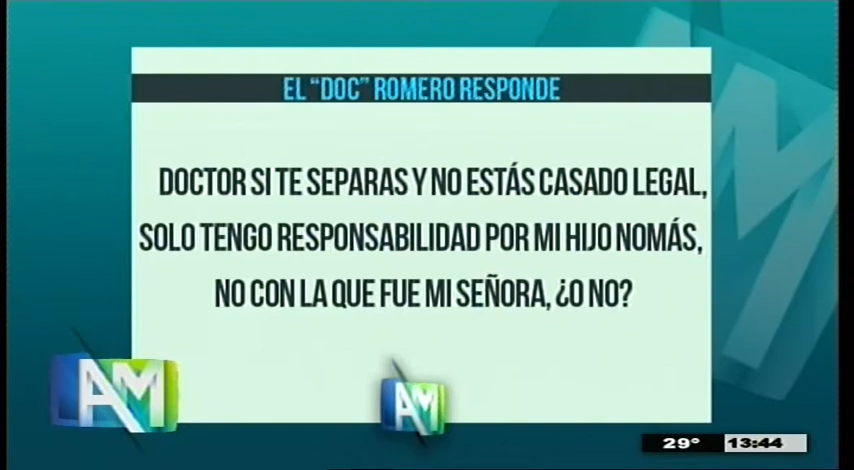 EL “DOC” ROMERO RESPONDE
DOCTOR SI TE SEPARAS Y NO ESTÁS CASADO LEGAL,
SOLO TENGO RESPONSABILIDAD POR MI HIJO NOMÁS,
NO CON LA QUE FUE MI SEÑORA, ¿O NO?
AM
AM
AM
29° 13:44